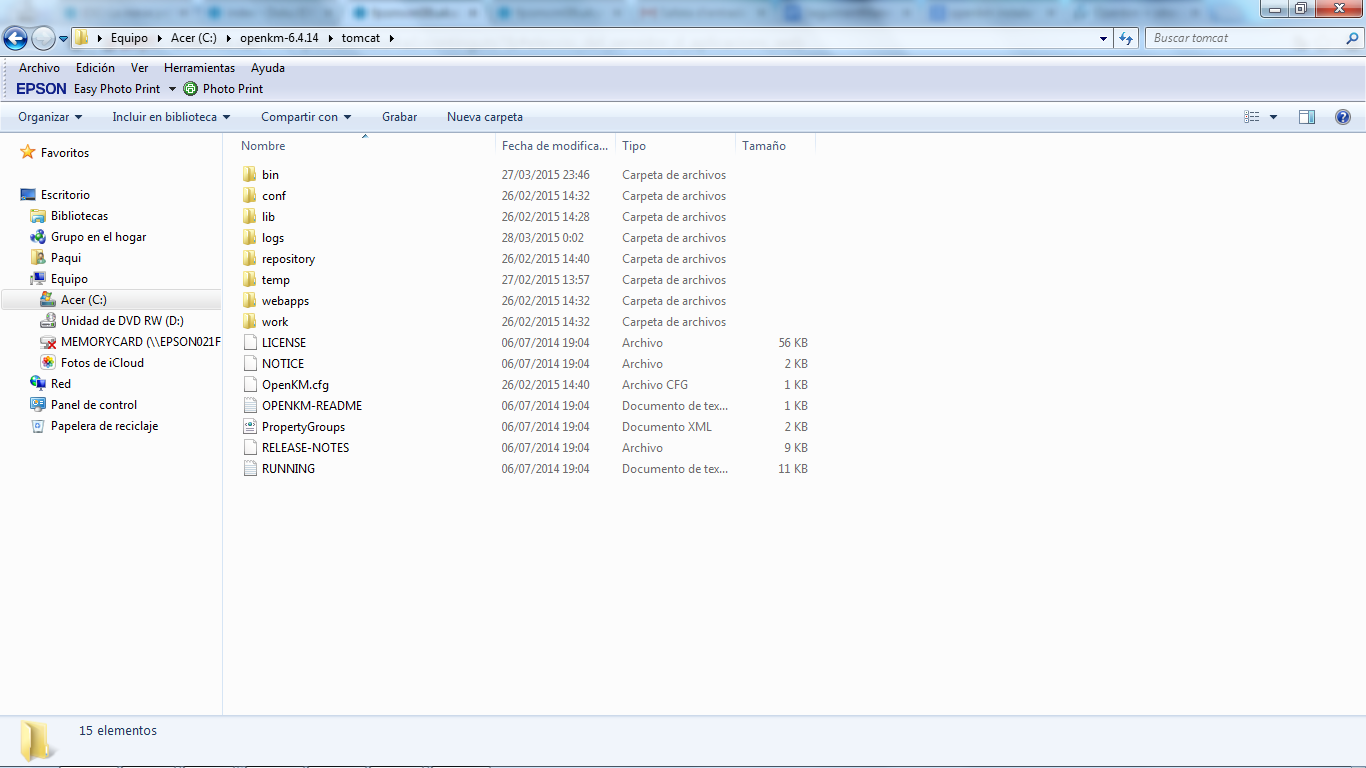 Equipo Acer (C:) openkm-6.4.14 tomcat
Buscar tomcat
Archivo Edición Ver Herramientas Ayuda
EPSON Easy Photo Print Photo Print
Organizar Incluir en biblioteca Compartir con Grabar Nueva carpeta
Favoritos
Escritorio
Bibliotecas
Grupo en el hogar
Paqui
Equipo
Acer (C:)
Unidad de DVD RW (D:)
MEMORYCARD (\\EPSON021F
Fotos de iCloud
Red
Panel de control
Papelera de reciclaje
Nombre Fecha de modifica... Tipo Tamaño
bin 27/03/2015 23:46 Carpeta de archivos
conf 26/02/2015 14:32 Carpeta de archivos
lib 26/02/2015 14:28 Carpeta de archivos
logs 28/03/2015 0:02 Carpeta de archivos
repository 26/02/2015 14:40 Carpeta de archivos
temp 27/02/2015 13:57 Carpeta de archivos
webapps 26/02/2015 14:32 Carpeta de archivos
work 26/02/2015 14:32 Carpeta de archivos
LICENSE 06/07/2014 19:04 Archivo 56 KB
NOTICE 06/07/2014 19:04 Archivo 2 KB
OpenKM.cfg 26/02/2015 14:40 Archivo CFG 1 KB
OPENKM-README 06/07/2014 19:04 Documento de tex... 1 KB
PropertyGroups 06/07/2014 19:04 Documento XML 2 KB
RELEASE-NOTES 06/07/2014 19:04 Archivo 9 KB
RUNNING 06/07/2014 19:04 Documento de tex... 11 KB
15 elementos